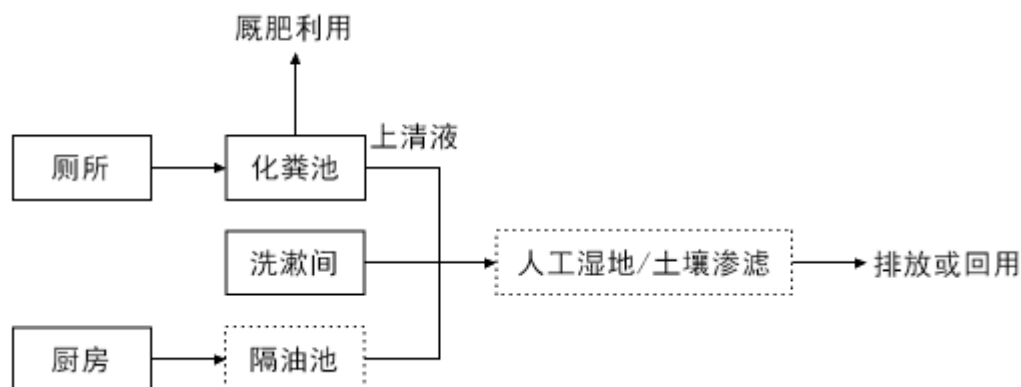 厩肥利用
上清液
厕所
化粪池
洗漱间
人工湿地/土壤渗滤
排放或回用
厨房
隔油池